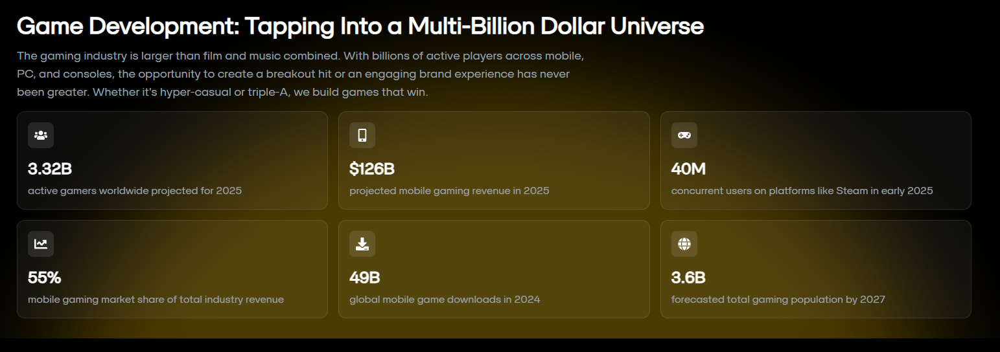 Game Development: Tapping Into a Multi-Billion Dollar Universe
The gaming industry is larger than film and music combined. With billions of active players across mobile,
PC, and consoles, the opportunity to create a breakout hit or an engaging brand experience has never
been greater. Whether it's hyper-casual or triple-A, we build games that win.
3.32B
active gamers worldwide projected for 2025
$126B
projected mobile gaming revenue in 2025
40M
concurrent users on platforms like Steam in early 2025
55%
mobile gaming market share of total industry revenue
49B
global mobile game downloads in 2024
3.6B
forecasted total gaming population by 2027